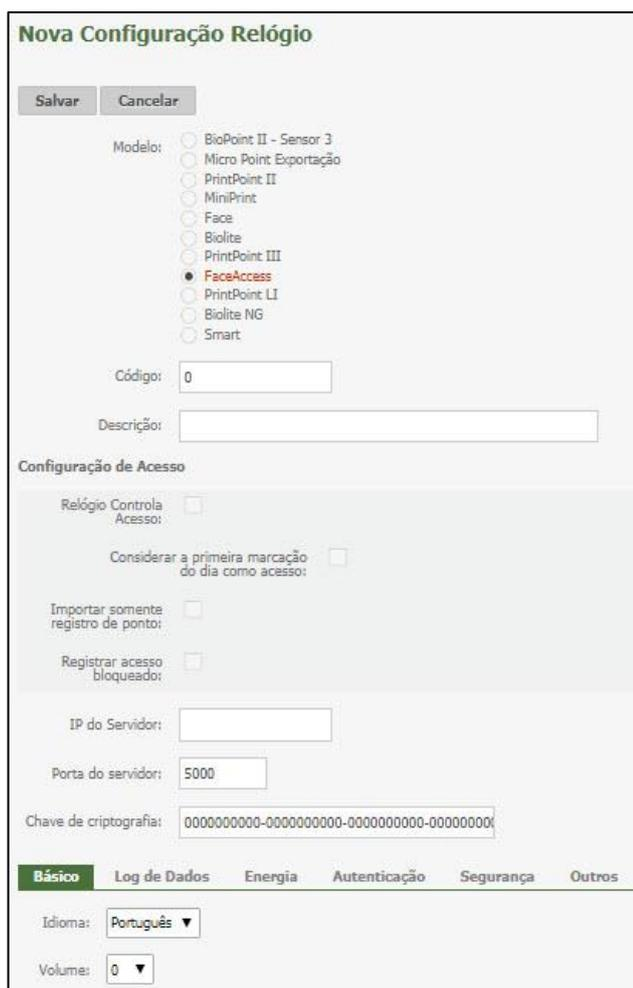 Nova Configuração Relógio
Salvar Cancelar
Modelo:
BioPoint II - Sensor 3
Micro Point Exportação
PrintPoint II
MiniPrint
Face
Biolite
PrintPoint III
FaceAccess
PrintPoint LI
Biolite NG
Smart
Código: 0
Descrição:
Configuração de Acesso
Relógio Controla
Acesso:
Considerar a primeira marcação
do dia como acesso:
Importar somente
registro de ponto:
Registrar acesso
bloqueado:
IP do Servidor:
Porta do servidor: 5000
Chave de criptografia: 0000000000-0000000000-0000000000-00000000
Básico Log de Dados Energia Autenticação Segurança Outros
Idioma: Português
Volume: 0